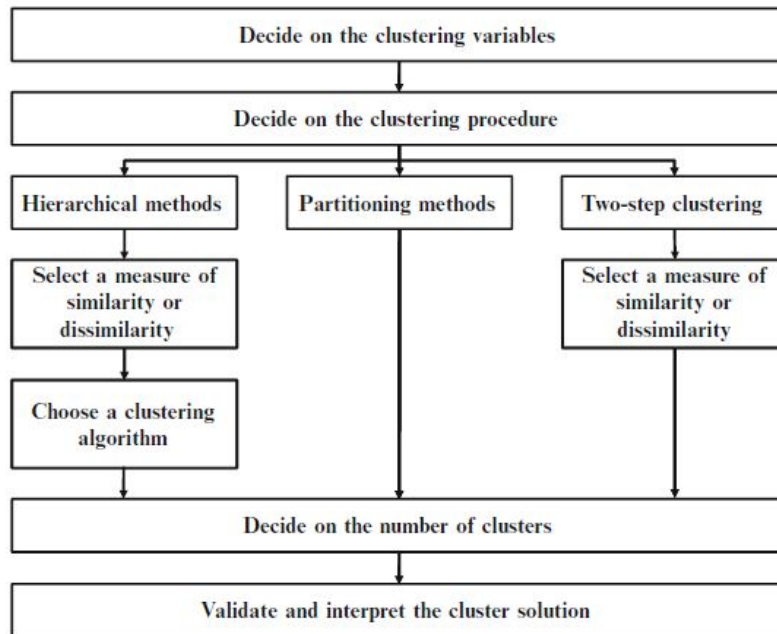 Decide on the clustering variables
Decide on the clustering procedure
Hierarchical methods
Partitioning methods
Two-step clustering
Select a measure of
similarity or
dissimilarity
Select a measure of
similarity or
dissimilarity
Choose a clustering
algorithm
Decide on the number of clusters
Validate and interpret the cluster solution